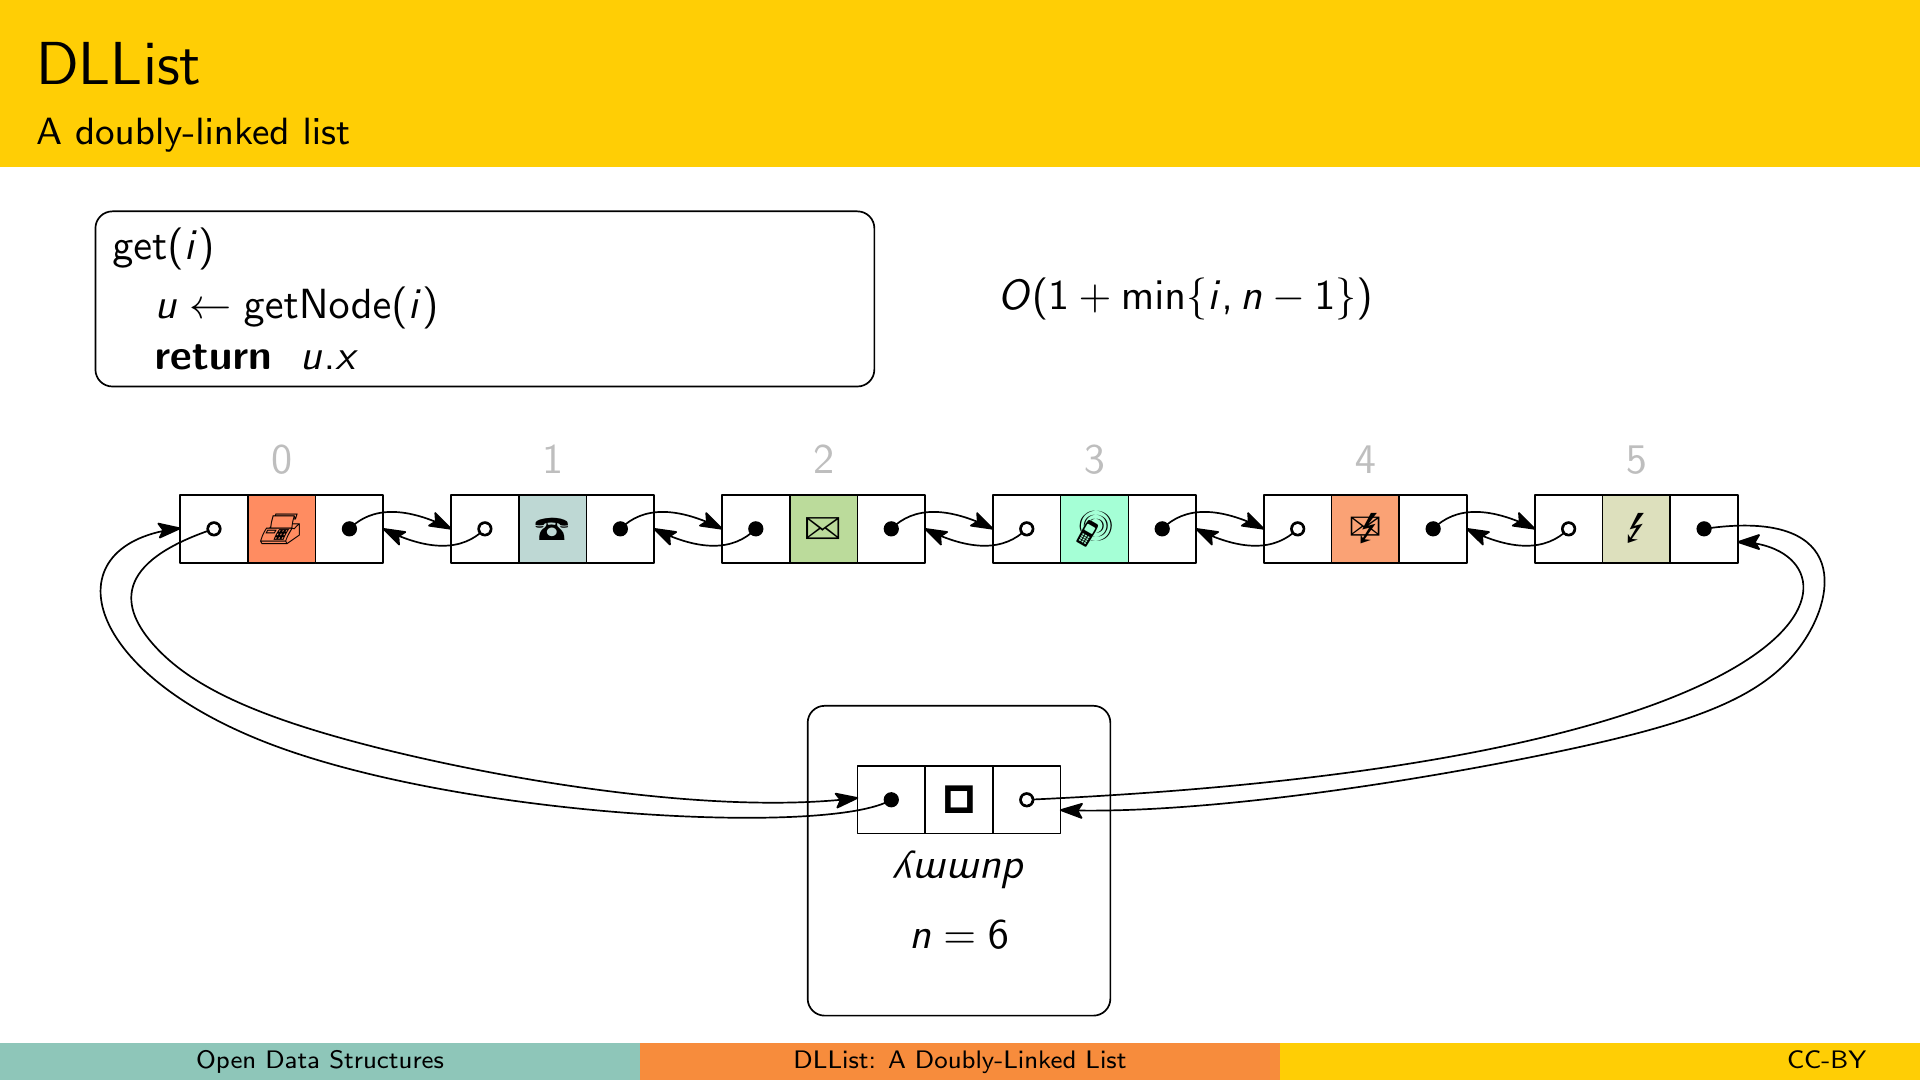 DLList
A doubly-linked list
get(i)
u ← getNode(i)
return u.x
O(1 + min{i, n − 1})
0 1 2 3 4 5
dummy
n = 6
Open Data Structures DLList: A Doubly-Linked List CC-BY